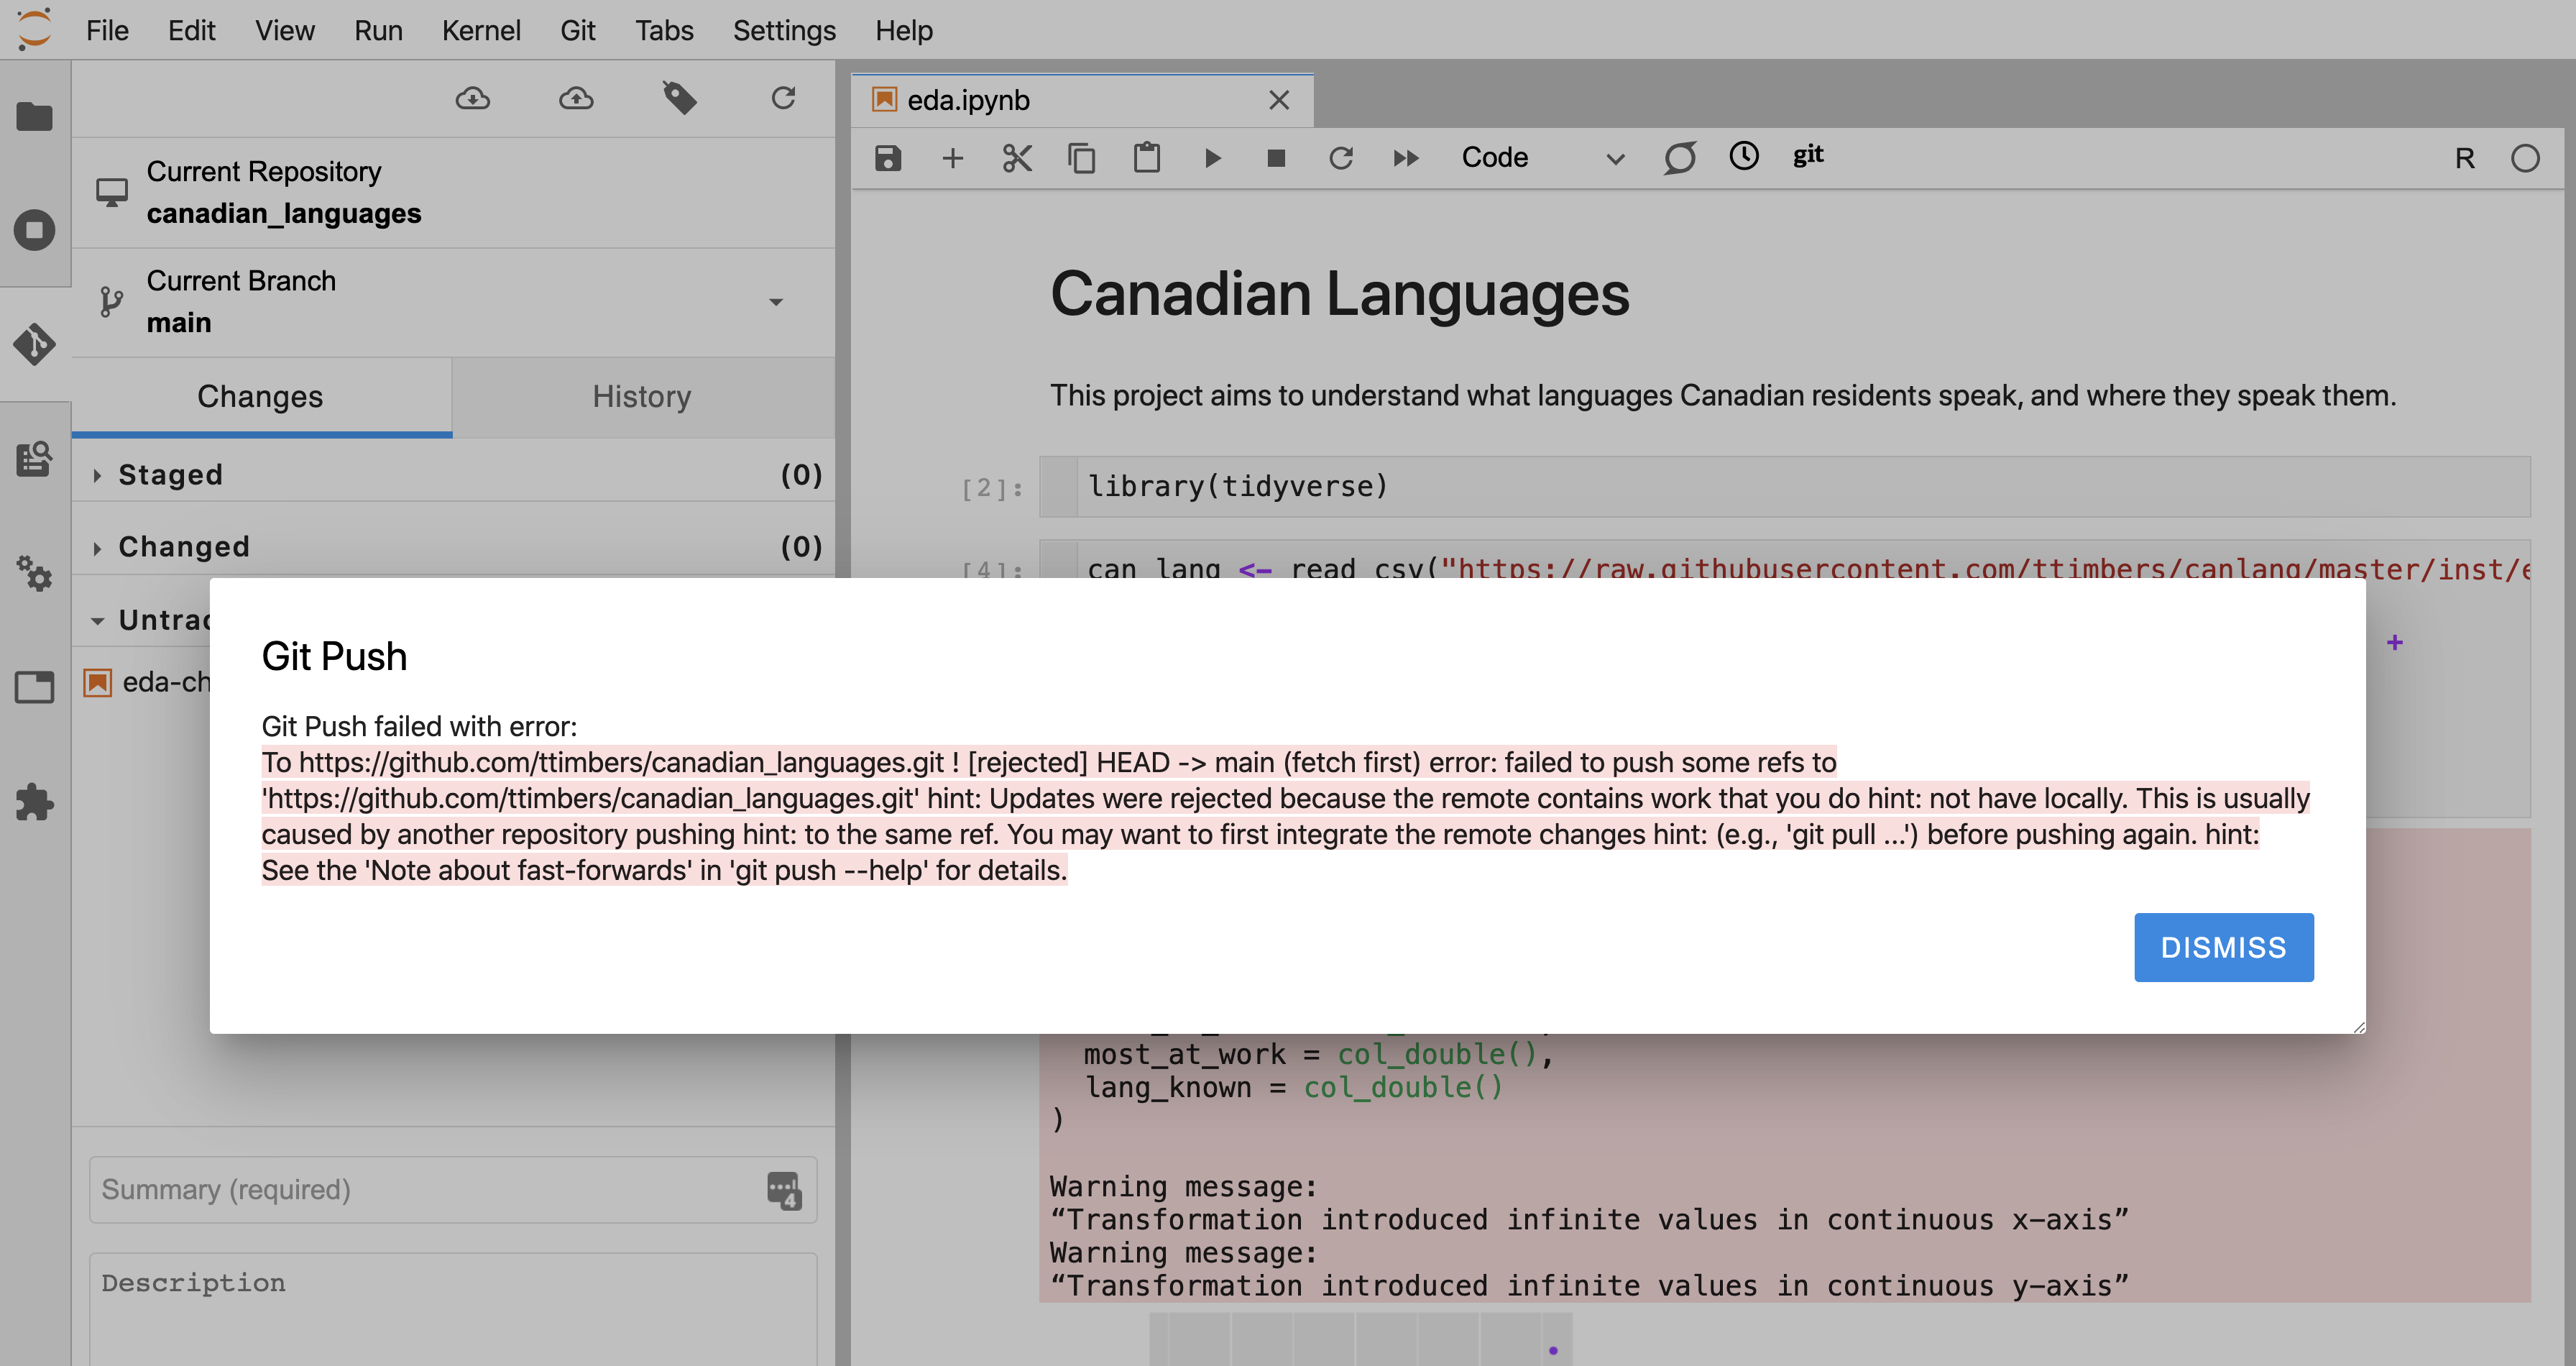 File Edit View Run Kernel Git Tabs Settings Help
Current Repository
canadian_languages
Current Branch
main
Changes History
Staged (0)
Changed (0)
eda.ipynb
Code git R
Canadian Languages
This project aims to understand what languages Canadian residents speak, and where they speak them.
[2]: library(tidyverse)
[4]: can_lang <- read_csv("https://raw.githubusercontent.com/ttimbers/canlang/master/inst/
+
Git Push
Git Push failed with error:
To https://github.com/ttimbers/canadian_languages.git ! [rejected] HEAD -> main (fetch first) error: failed to push some refs to
'https://github.com/ttimbers/canadian_languages.git' hint: Updates were rejected because the remote contains work that you do hint: not have locally. This is usually
caused by another repository pushing hint: to the same ref. You may want to first integrate the remote changes hint: (e.g., 'git pull ...') before pushing again. hint:
See the 'Note about fast-forwards' in 'git push --help' for details.
DISMISS
most_at_work = col_double(),
lang_known = col_double()
)
Warning message:
“Transformation introduced infinite values in continuous x-axis”
Warning message:
“Transformation introduced infinite values in continuous y-axis”
Summary (required)
4
Description